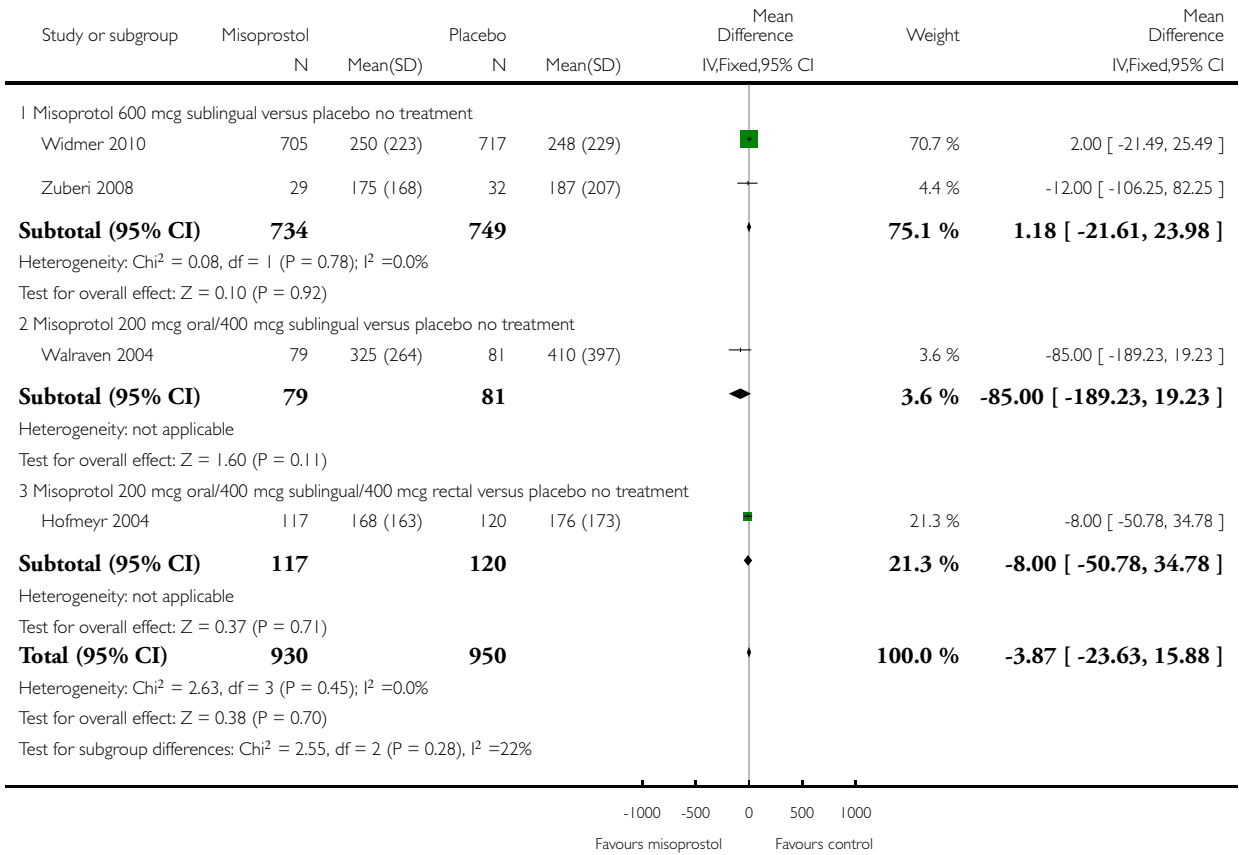 Study or subgroup Misoprostol Placebo Mean Difference Weight Mean Difference
N Mean(SD) N Mean(SD) IV,Fixed,95% CI IV,Fixed,95% CI
1 Misoprotol 600 mcg sublingual versus placebo no treatment
Widmer 2010 705 250 (223) 717 248 (229) 70.7 % 2.00 [ -21.49, 25.49 ]
Zuberi 2008 29 175 (168) 32 187 (207) 4.4 % -12.00 [ -106.25, 82.25 ]
Subtotal (95% CI) 734 749 75.1 % 1.18 [ -21.61, 23.98 ]
Heterogeneity: Chi² = 0.08, df = 1 (P = 0.78); I² =0.0%
Test for overall effect: Z = 0.10 (P = 0.92)
2 Misoprotol 200 mcg oral/400 mcg sublingual versus placebo no treatment
Walraven 2004 79 325 (264) 81 410 (397) 3.6 % -85.00 [ -189.23, 19.23 ]
Subtotal (95% CI) 79 81 3.6 % -85.00 [ -189.23, 19.23 ]
Heterogeneity: not applicable
Test for overall effect: Z = 1.60 (P = 0.11)
3 Misoprotol 200 mcg oral/400 mcg sublingual/400 mcg rectal versus placebo no treatment
Hofmeyr 2004 117 168 (163) 120 176 (173) 21.3 % -8.00 [ -50.78, 34.78 ]
Subtotal (95% CI) 117 120 21.3 % -8.00 [ -50.78, 34.78 ]
Heterogeneity: not applicable
Test for overall effect: Z = 0.37 (P = 0.71)
Total (95% CI) 930 950 100.0 % -3.87 [ -23.63, 15.88 ]
Heterogeneity: Chi² = 2.63, df = 3 (P = 0.45); I² =0.0%
Test for overall effect: Z = 0.38 (P = 0.70)
Test for subgroup differences: Chi² = 2.55, df = 2 (P = 0.28), I² =22%
-1000 -500 0 500 1000
Favours misoprostol Favours control